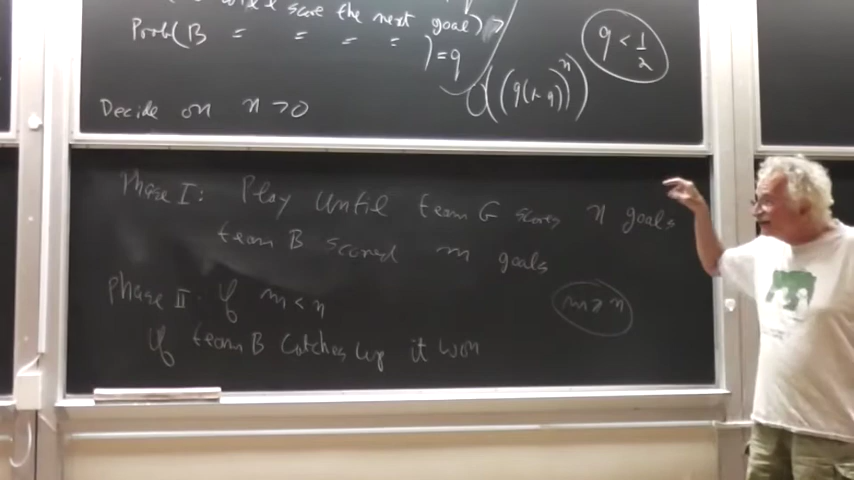 will score the next goal)
Prob(B = = = = ) = q
q < 1/2
O((q(1-q))^n)
Decide on n > 0
Phase I: Play until team G scores n goals
team B scored m goals
Phase II. If m < n
m ≥ n
If team B catches up it won